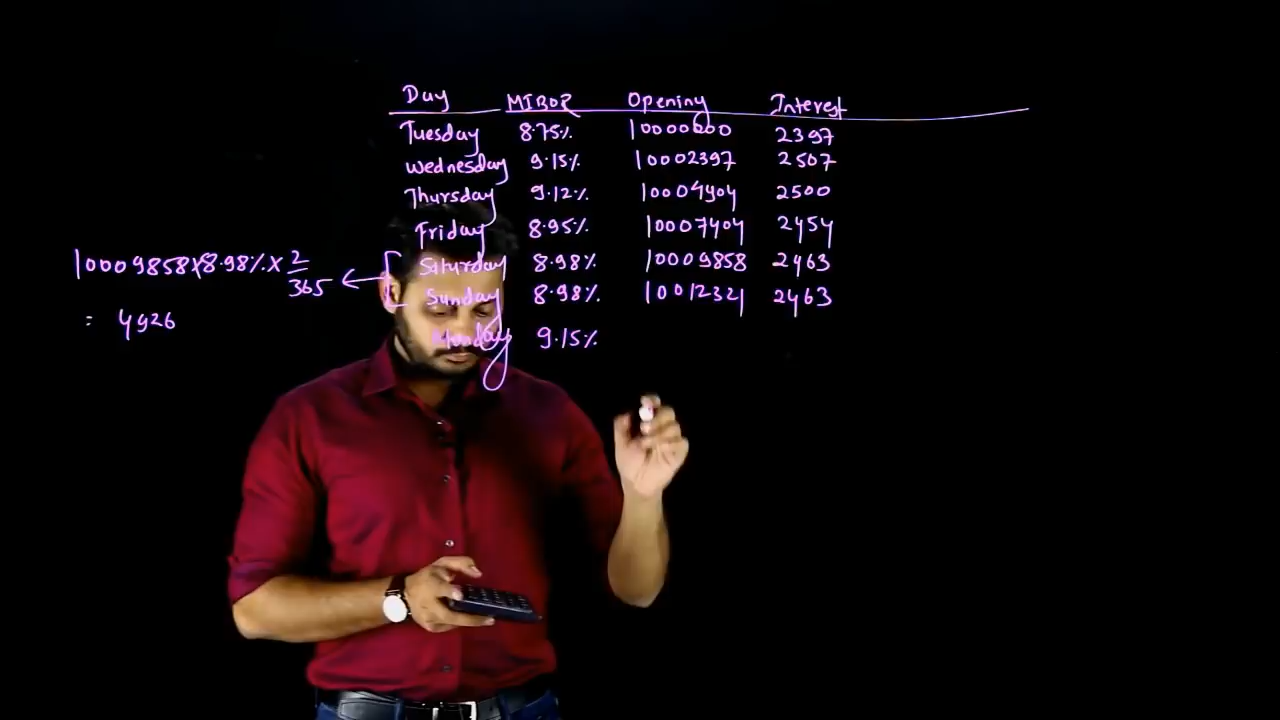 Day MIBOR Opening Interest
Tuesday 8.75% 10000000 2397
Wednesday 9.15% 10002397 2507
Thursday 9.12% 10004904 2500
Friday 8.95% 10007404 2454
Saturday 8.98% 10009858 2463
Sunday 8.98% 10012321 2463
Monday 9.15%
10009858x8.98% x 2
365
= 4926